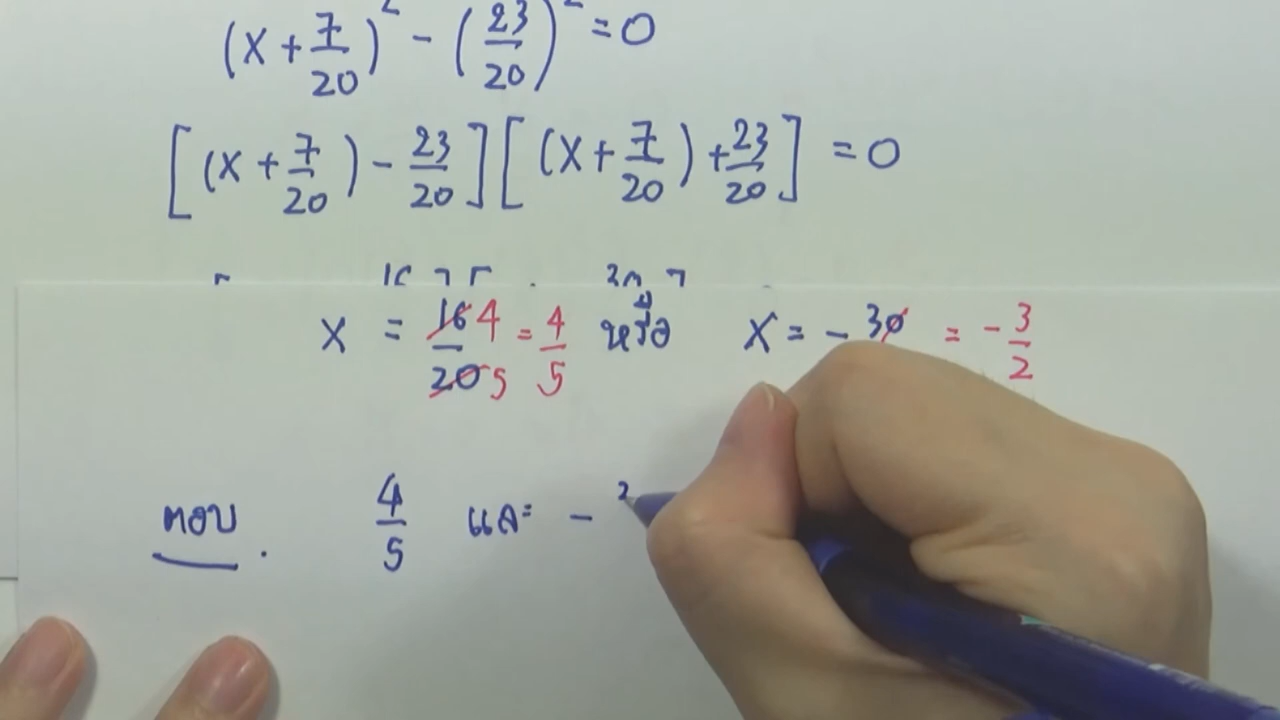 (x + 7/20)² - (23/20)² = 0
[(x + 7/20) - 23/20][(x + 7/20) + 23/20] = 0
x = 16/20 4/5 = 4/5 หรือ x = - 30 = - 3/2
ตอบ. 4/5 และ -